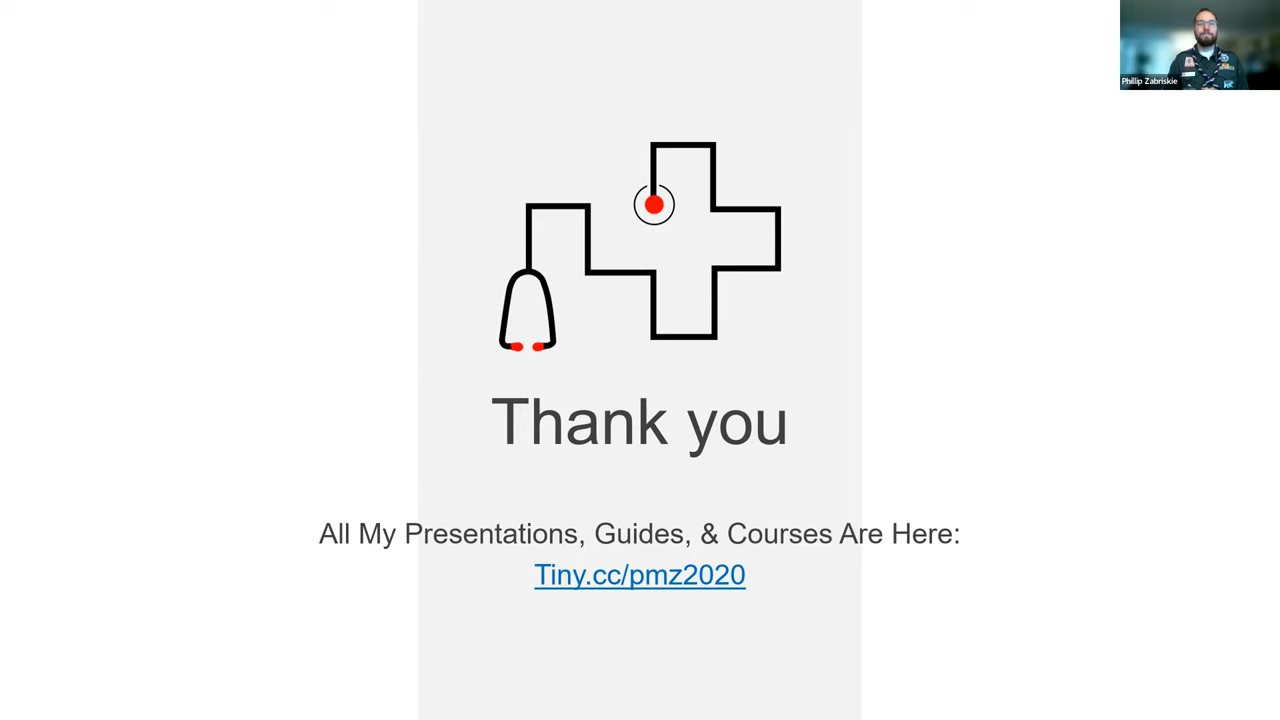 Phillip Zabriskie
Thank you
All My Presentations, Guides, & Courses Are Here:
Tiny.cc/pmz2020